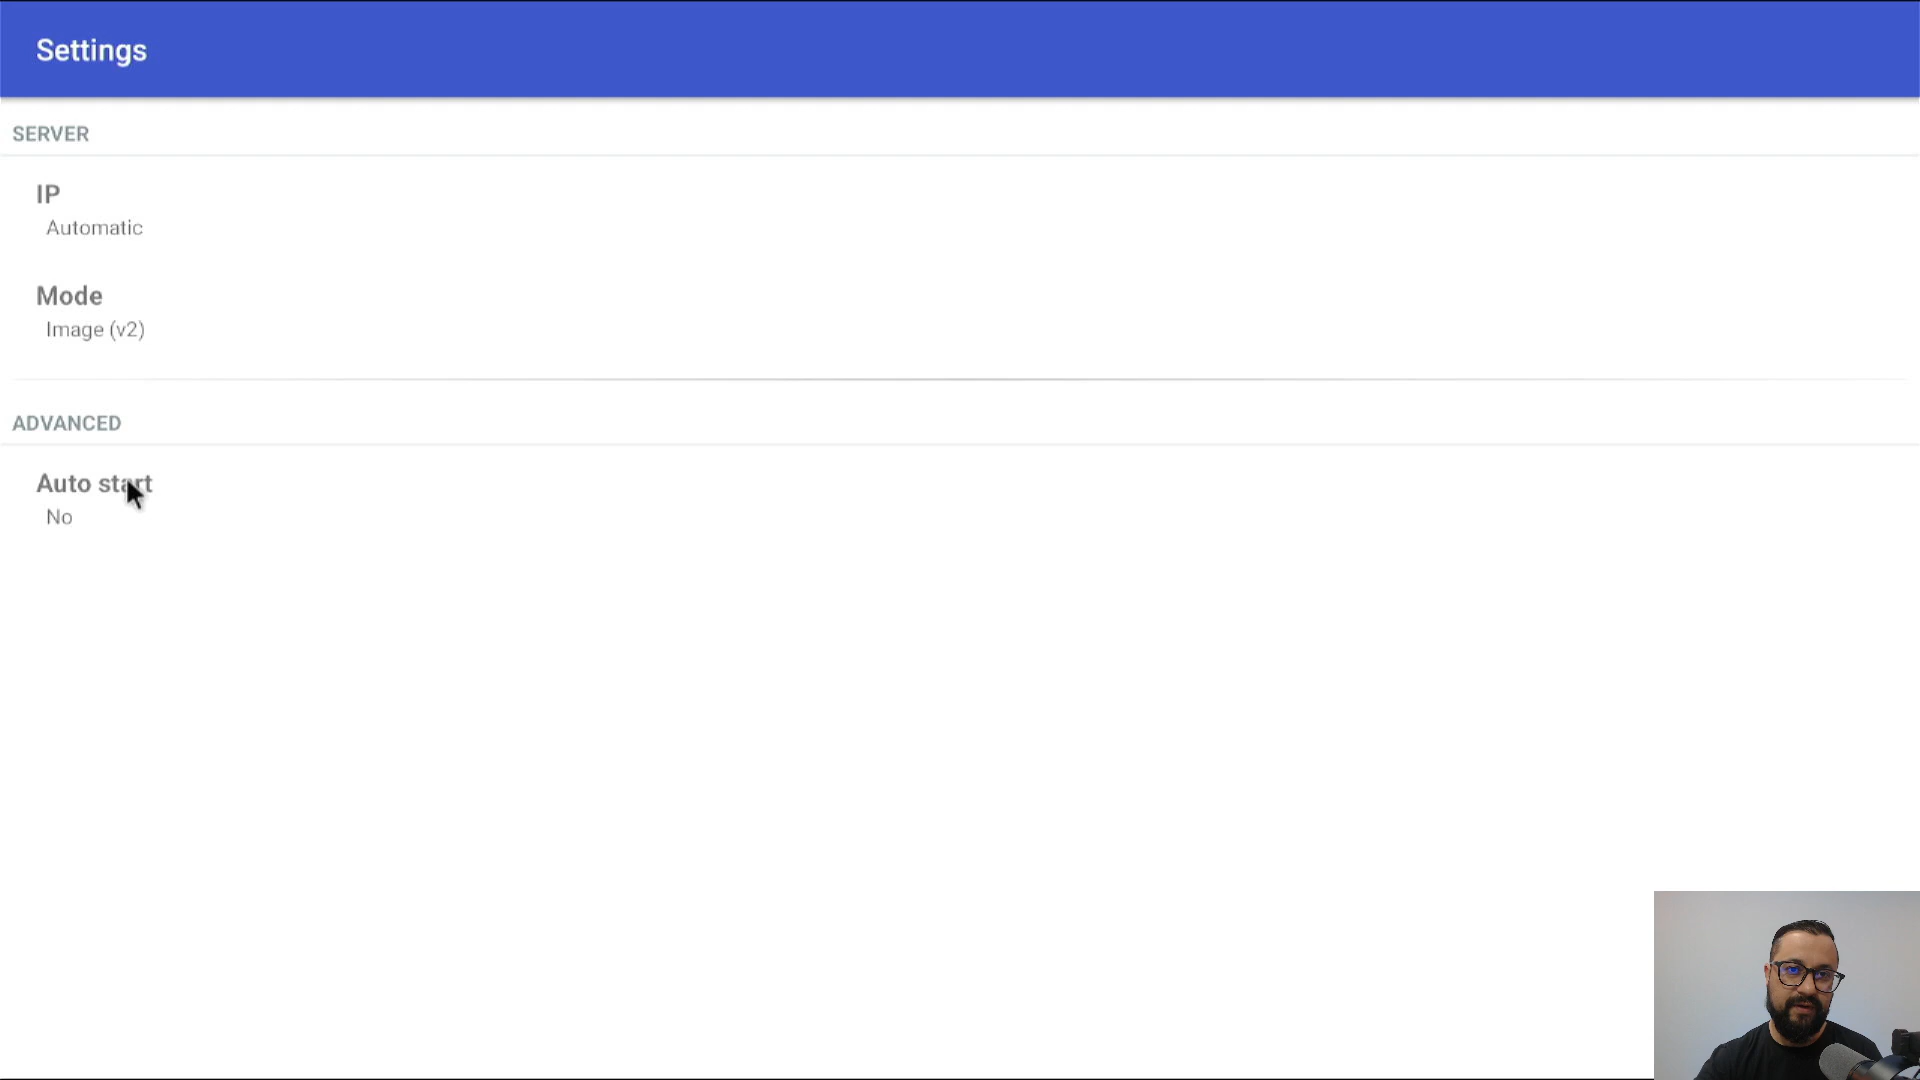 Settings
SERVER
IP
Automatic
Mode
Image (v2)
ADVANCED
Auto start
No